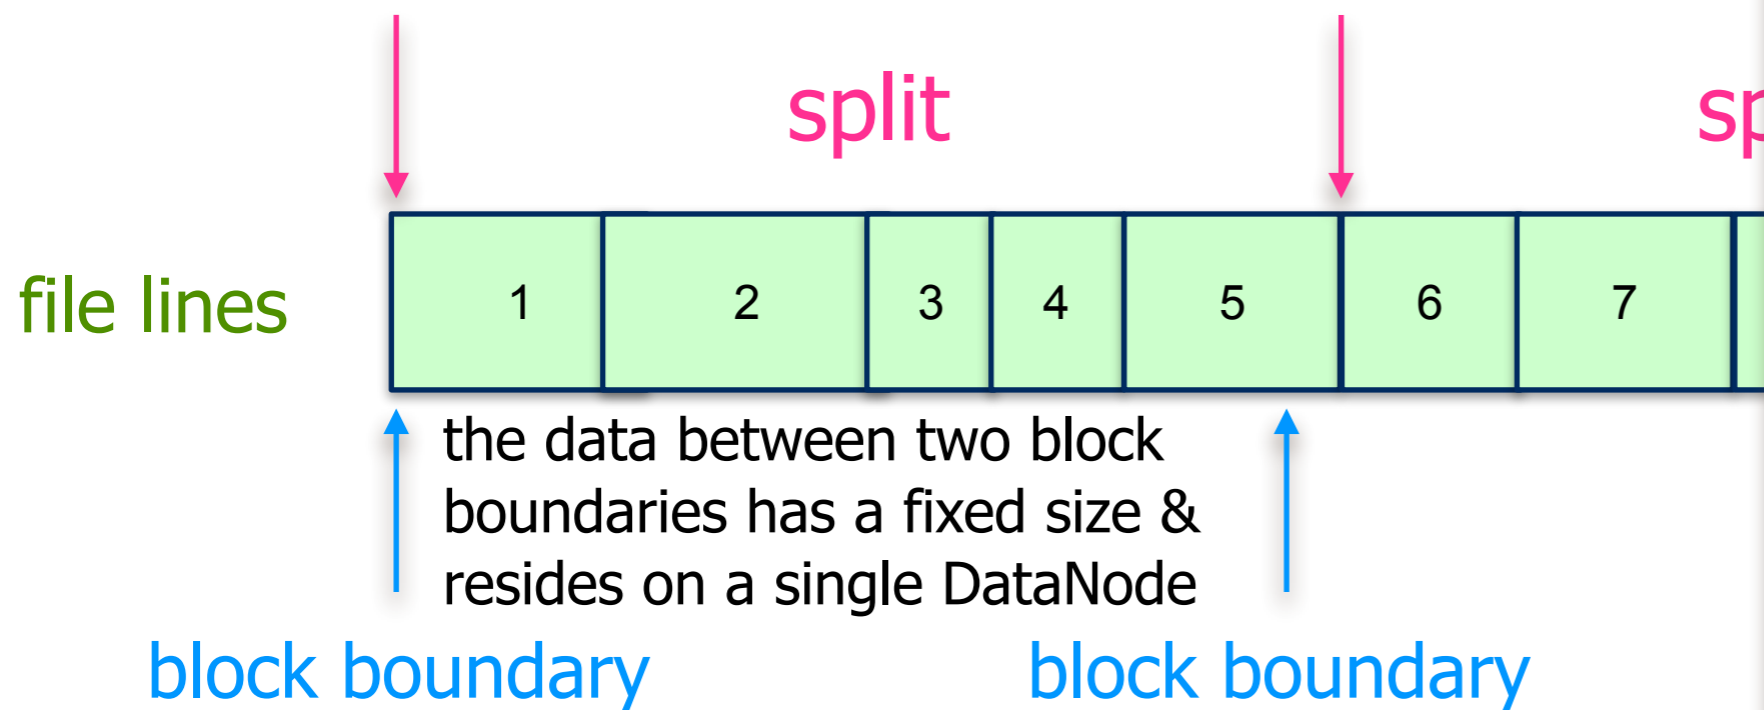 split
sp
file lines
1 2 3 4 5 6 7
the data between two block
boundaries has a fixed size &
resides on a single DataNode
block boundary block boundary